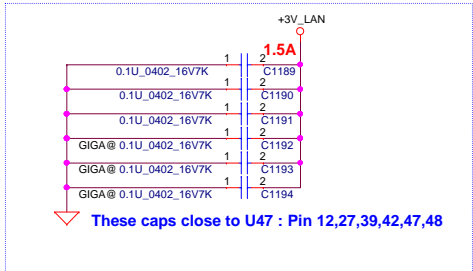 +3V_LAN
1.5A
1 2
0.1U_0402_16V7K C1189
1 2
0.1U_0402_16V7K C1190
1 2
0.1U_0402_16V7K C1191
1 2
GIGA@ 0.1U_0402_16V7K C1192
1 2
GIGA@ 0.1U_0402_16V7K C1193
1 2
GIGA@ 0.1U_0402_16V7K C1194
These caps close to U47 : Pin 12,27,39,42,47,48